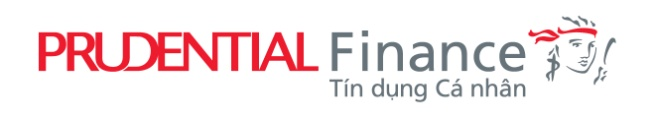 PRUDENTIAL Finance
Tín dụng Cá nhân